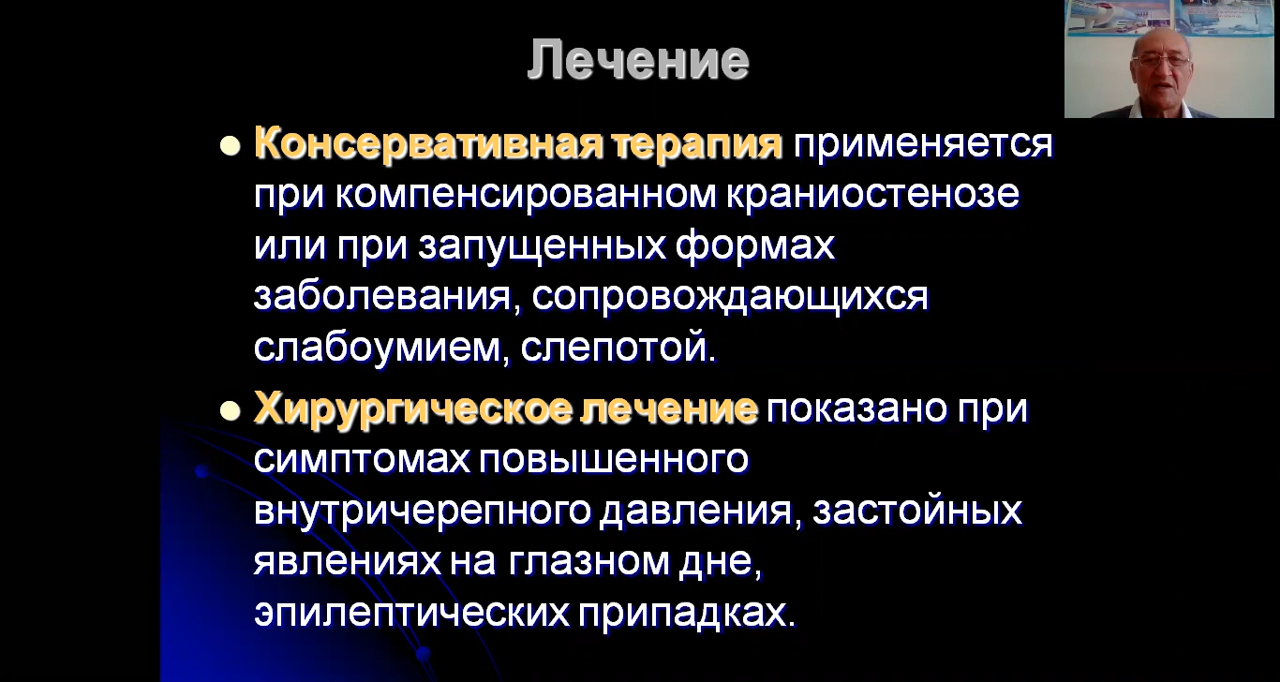 Лечение
Консервативная терапия применяется
при компенсированном краниостенозе
или при запущенных формах
заболевания, сопровождающихся
слабоумием, слепотой.
Хирургическое лечение показано при
симптомах повышенного
внутричерепного давления, застойных
явлениях на глазном дне,
эпилептических припадках.